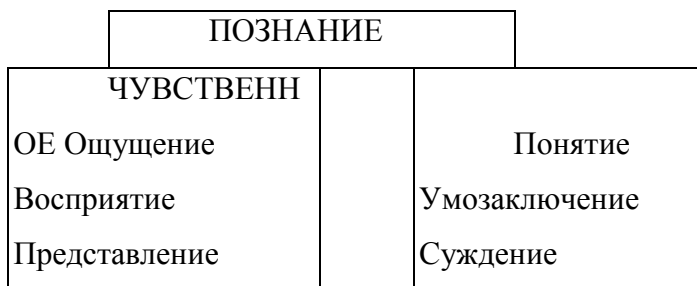 ПОЗНАНИЕ
ЧУВСТВЕНН
ОЕ Ощущение
Восприятие
Представление
Понятие
Умозаключение
Суждение